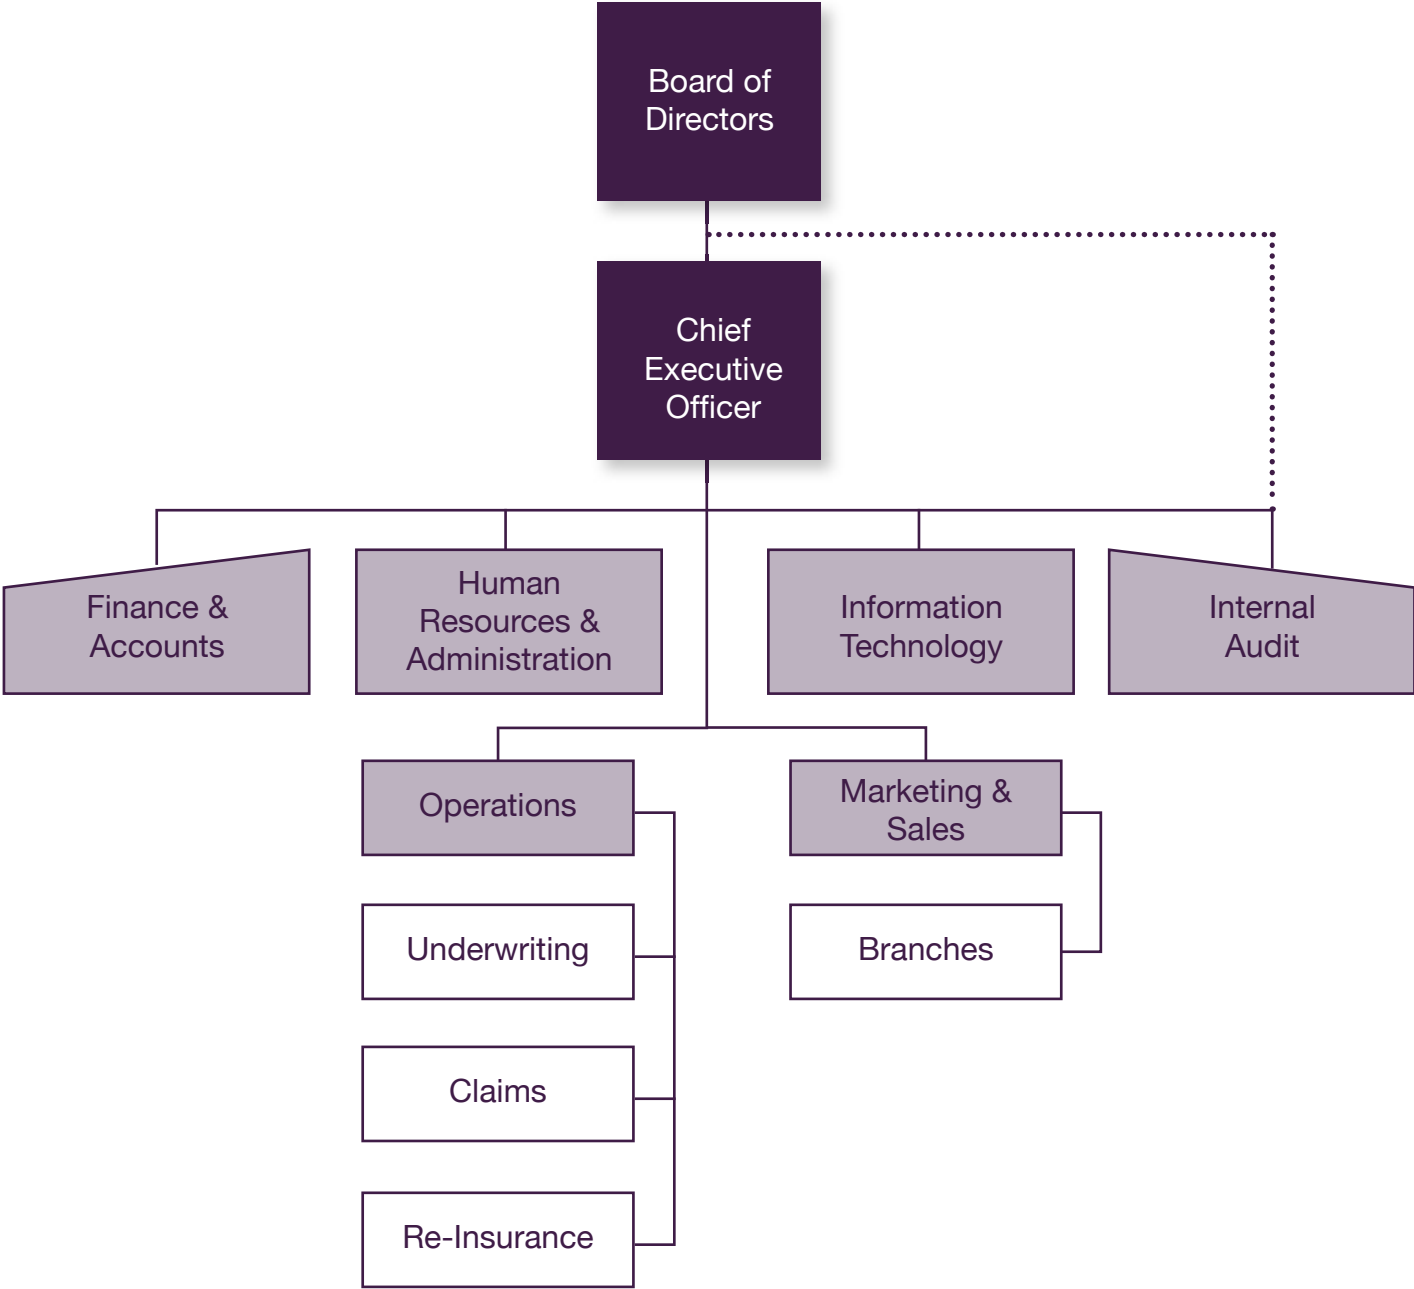 Board of
Directors
Chief
Executive
Officer
Finance &
Accounts
Human
Resources &
Administration
Information
Technology
Internal
Audit
Operations
Marketing &
Sales
Underwriting
Branches
Claims
Re-Insurance